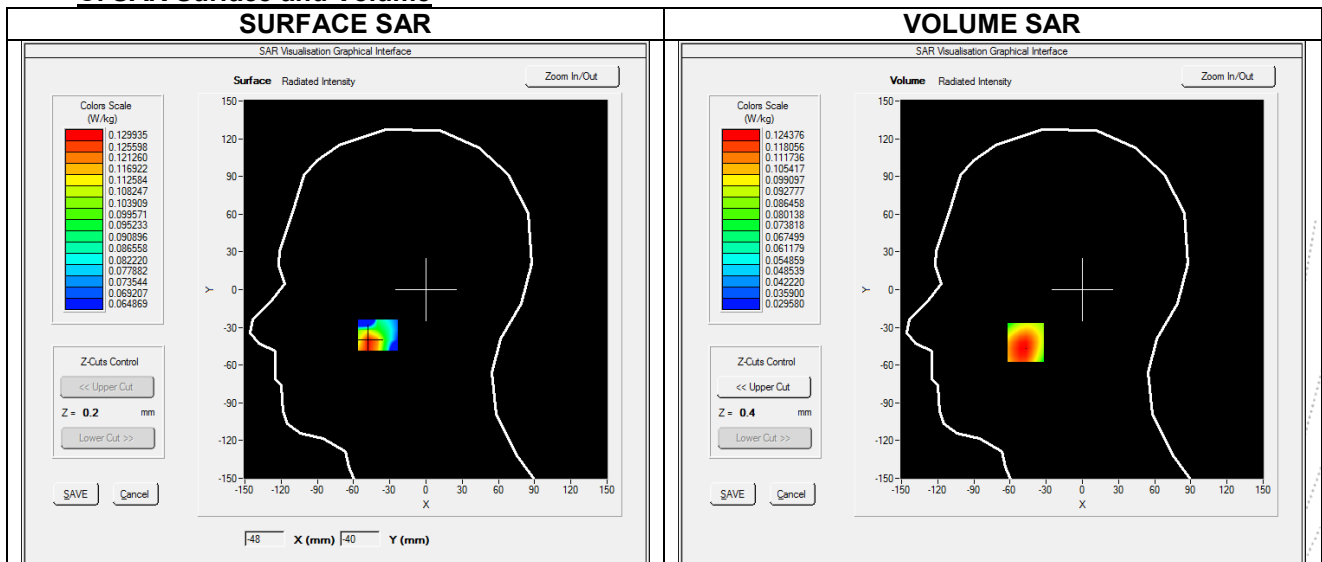 SURFACE SAR
VOLUME SAR
SAR Visualisation Graphical Interface
Surface Radiated Intensity
Zoom In/Out
Colors Scale
(W/kg)
0.129935
0.125598
0.121260
0.116922
0.112584
0.108247
0.103909
0.099571
0.095233
0.090896
0.086558
0.082220
0.077882
0.073544
0.069207
0.064869
Z-Cuts Control
<< Upper Cut
Z = 0.2 mm
Lower Cut >>
SAVE Cancel
150
120
90
60
30
Y 0
-30
-60
-90
-120
-150
-150 -120 -90 -60 -30 0 30 60 90 120 150
X
-48 X (mm) -40 Y (mm)
SAR Visualisation Graphical Interface
Volume Radiated Intensity
Zoom In/Out
Colors Scale
(W/kg)
0.124376
0.118056
0.111736
0.105417
0.099097
0.092777
0.086458
0.080138
0.073818
0.067499
0.061179
0.054859
0.048539
0.042220
0.035900
0.029580
Z-Cuts Control
<< Upper Cut
Z = 0.4 mm
Lower Cut >>
SAVE Cancel
150
120
90
60
30
Y 0
-30
-60
-90
-120
-150
-150 -120 -90 -60 -30 0 30 60 90 120 150
X